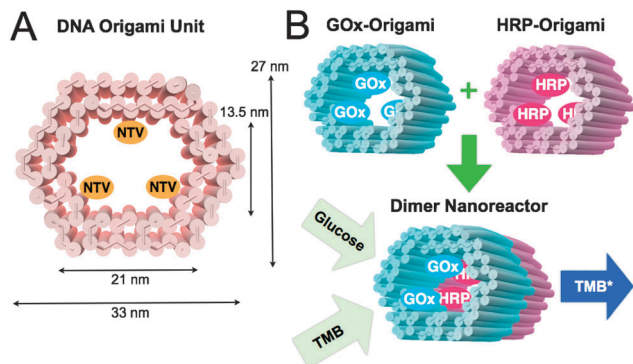 A
DNA Origami Unit
27 nm
13.5 nm
NTV
NTV
NTV
21 nm
33 nm
B
GOx-Origami
HRP-Origami
GOx
GOx
+
HRP
HRP
Dimer Nanoreactor
Glucose
TMB
GOx
GOx
HRP
TMB*